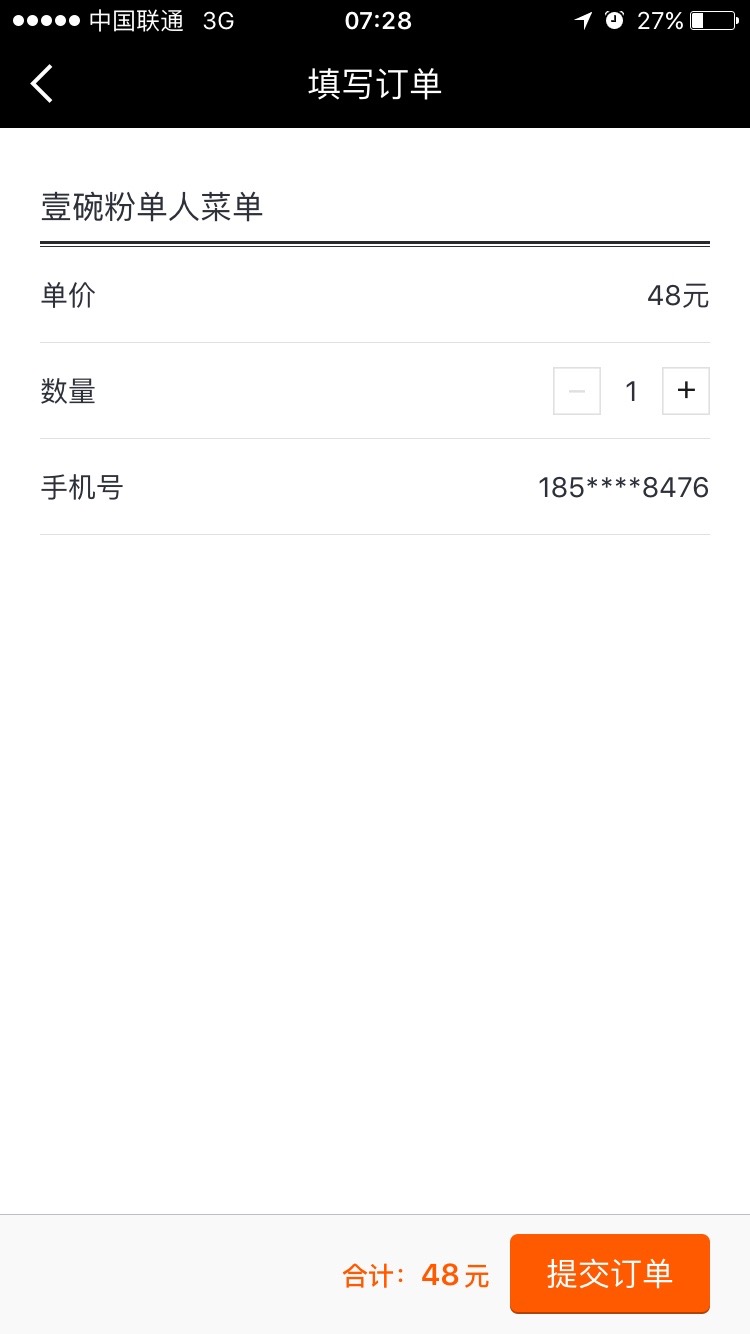 中国联通 3G 07:28 27%
填写订单
壹碗粉单人菜单
单价 48元
数量 － 1 +
手机号 185****8476
合计：48元 提交订单